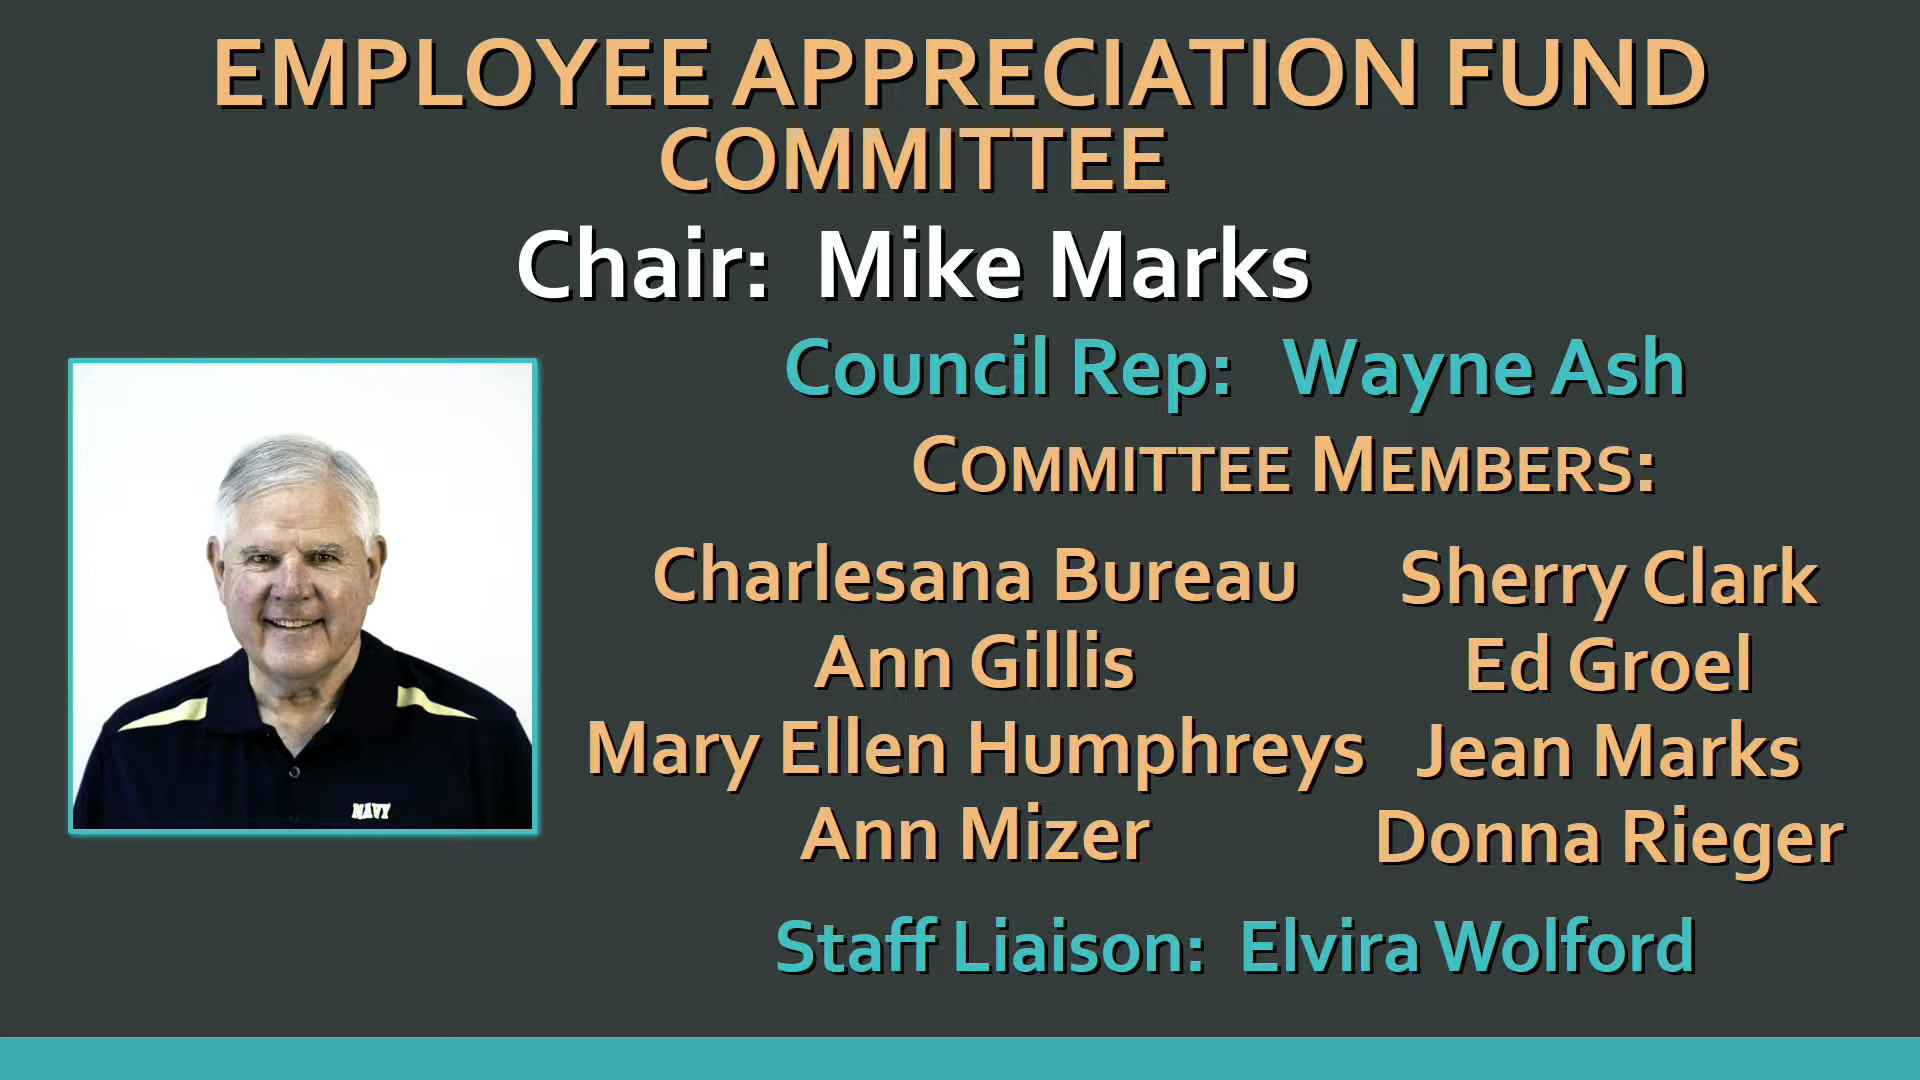 EMPLOYEE APPRECIATION FUND
COMMITTEE
Chair: Mike Marks
Council Rep: Wayne Ash
COMMITTEE MEMBERS:
Charlesana Bureau Sherry Clark
Ann Gillis Ed Groel
Mary Ellen Humphreys Jean Marks
Ann Mizer Donna Rieger
Staff Liaison: Elvira Wolford
NAVY